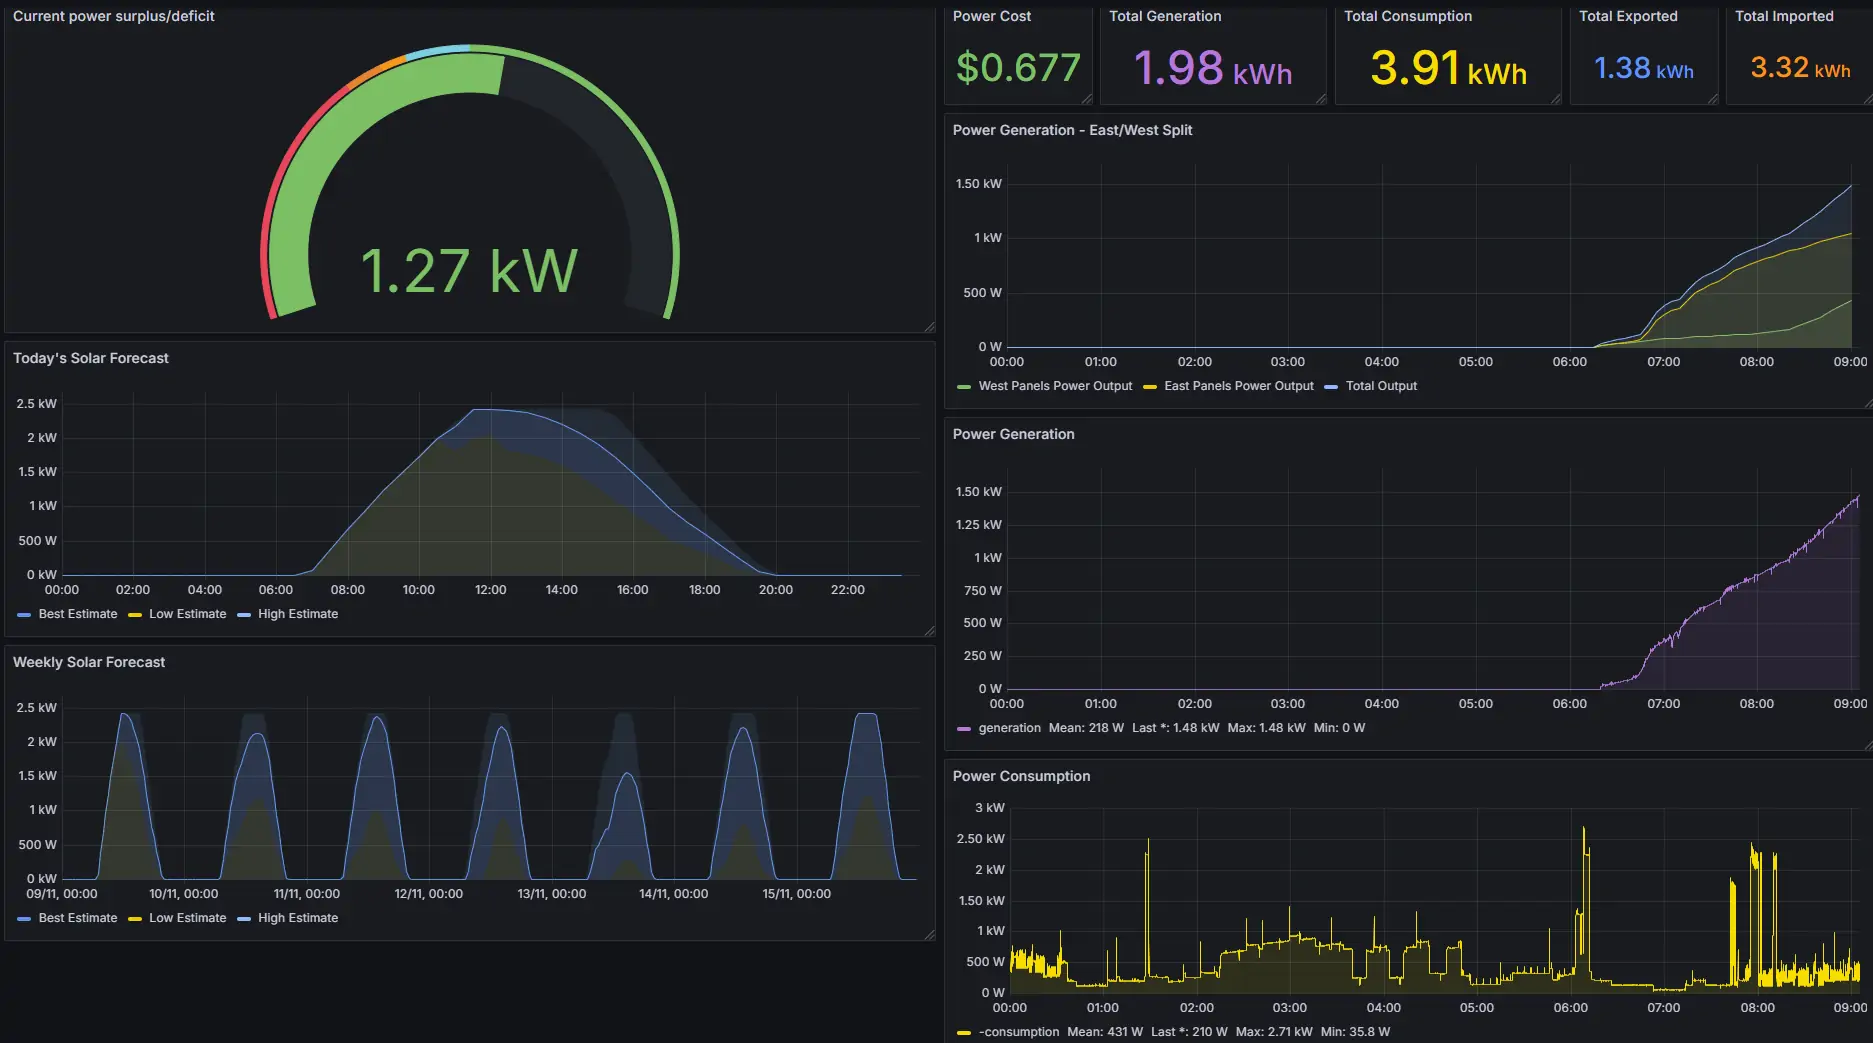 Current power surplus/deficit
1.27 kW
Power Cost
$0.677
Total Generation
1.98 kWh
Total Consumption
3.91 kWh
Total Exported
1.38 kWh
Total Imported
3.32 kWh
Today's Solar Forecast
2.5 kW
2 kW
1.5 kW
1 kW
500 W
0 kW
00:00 02:00 04:00 06:00 08:00 10:00 12:00 14:00 16:00 18:00 20:00 22:00
Best Estimate Low Estimate High Estimate
Weekly Solar Forecast
2.5 kW
2 kW
1.5 kW
1 kW
500 W
0 kW
09/11, 00:00 10/11, 00:00 11/11, 00:00 12/11, 00:00 13/11, 00:00 14/11, 00:00 15/11, 00:00
Best Estimate Low Estimate High Estimate
Power Generation - East/West Split
1.50 kW
1 kW
500 W
0 W
00:00 01:00 02:00 03:00 04:00 05:00 06:00 07:00 08:00 09:00
West Panels Power Output East Panels Power Output Total Output
Power Generation
1.50 kW
1.25 kW
1 kW
750 W
500 W
250 W
0 W
00:00 01:00 02:00 03:00 04:00 05:00 06:00 07:00 08:00 09:00
generation Mean: 218 W Last *: 1.48 kW Max: 1.48 kW Min: 0 W
Power Consumption
3 kW
2.50 kW
2 kW
1.50 kW
1 kW
500 W
0 W
00:00 01:00 02:00 03:00 04:00 05:00 06:00 07:00 08:00 09:00
-consumption Mean: 431 W Last *: 210 W Max: 2.71 kW Min: 35.8 W